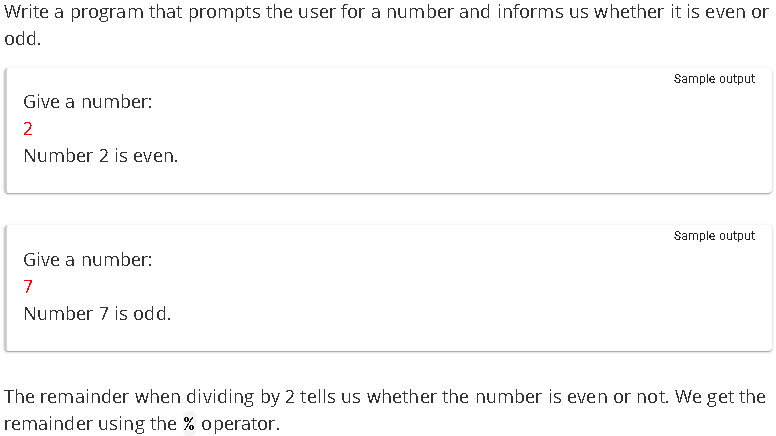 Write a program that prompts the user for a number and informs us whether it is even or
odd.
Sample output
Give a number:
2
Number 2 is even.
Sample output
Give a number:
7
Number 7 is odd.
The remainder when dividing by 2 tells us whether the number is even or not. We get the
remainder using the % operator.